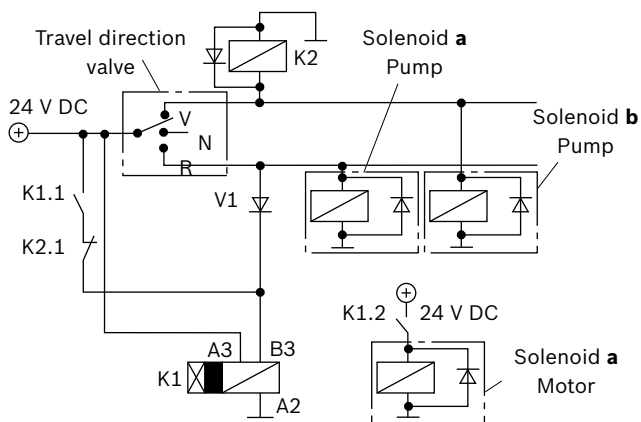 Travel direction
valve
K2
Solenoid a
Pump
24 V DC
V
N
R
Solenoid b
Pump
K1.1
V1
K2.1
K1.2
24 V DC
A3
B3
K1
A2
Solenoid a
Motor